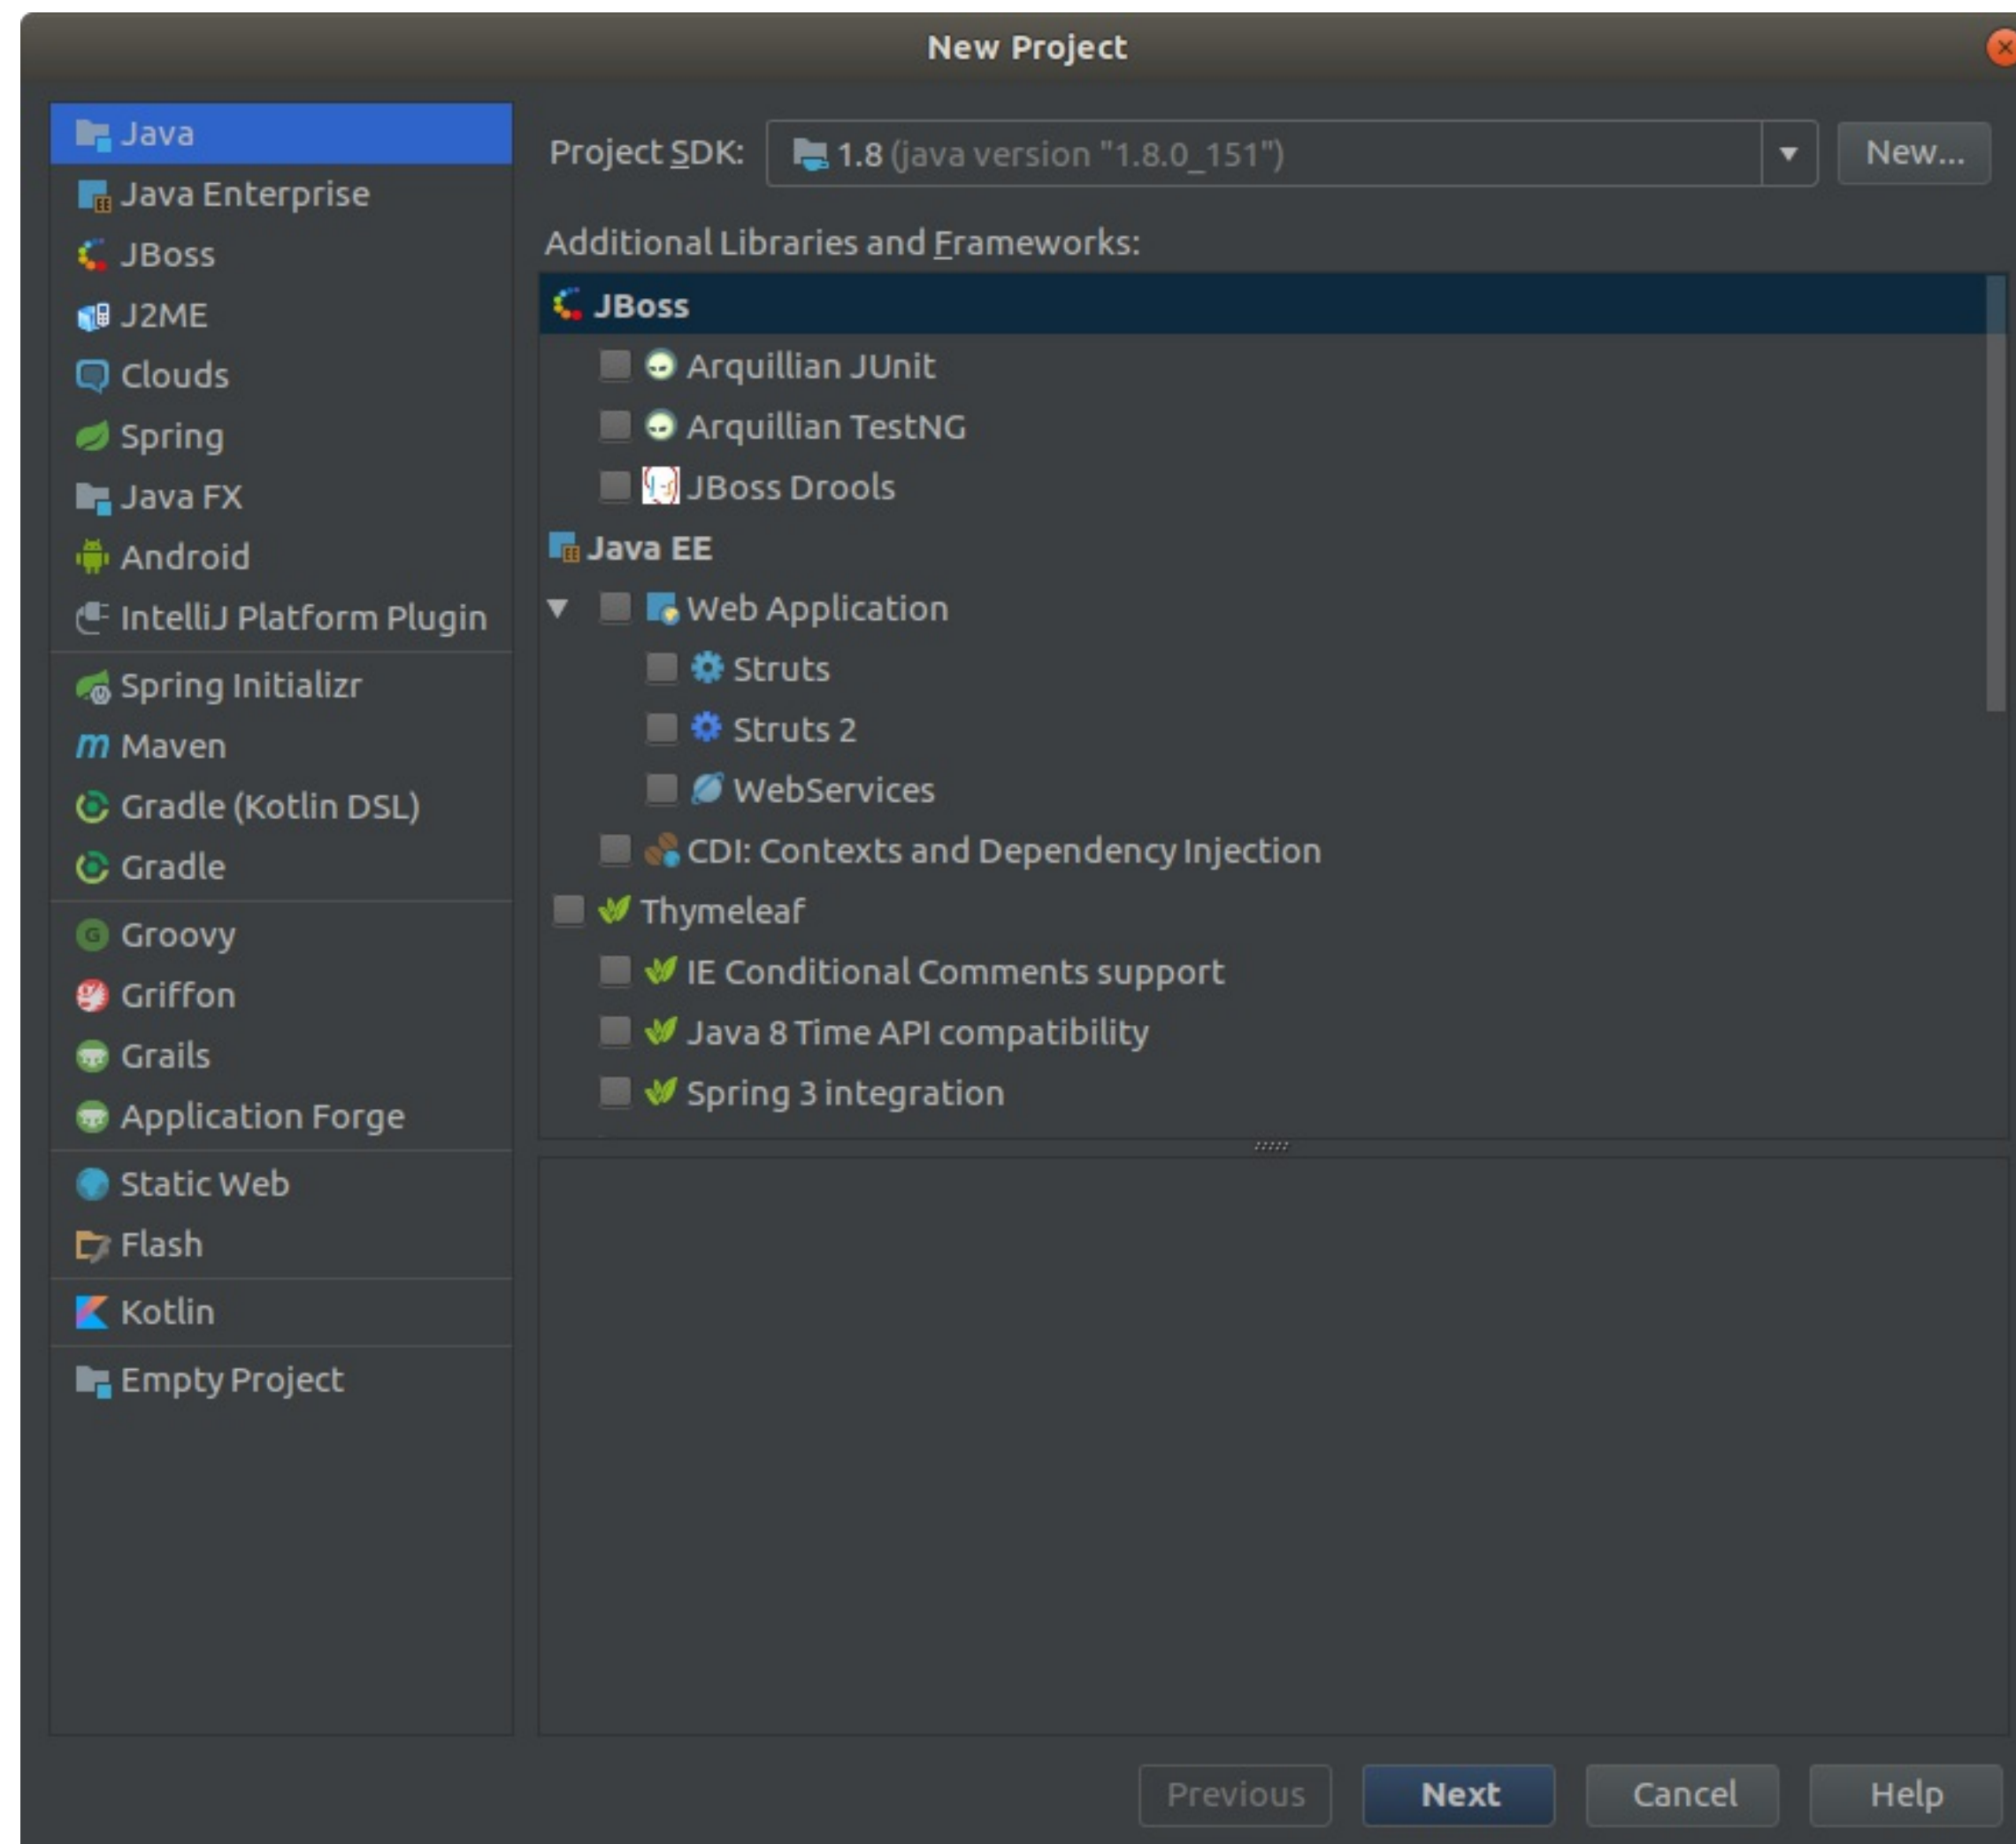 New Project
Java
Java Enterprise
JBoss
J2ME
Clouds
Spring
Java FX
Android
IntelliJ Platform Plugin
Spring Initializr
Maven
Gradle (Kotlin DSL)
Gradle
Groovy
Griffon
Grails
Application Forge
Static Web
Flash
Kotlin
Empty Project
Project SDK: 1.8 (java version "1.8.0_151") New...
Additional Libraries and Frameworks:
JBoss
Arquillian JUnit
Arquillian TestNG
JBoss Drools
Java EE
Web Application
Struts
Struts 2
WebServices
CDI: Contexts and Dependency Injection
Thymeleaf
IE Conditional Comments support
Java 8 Time API compatibility
Spring 3 integration
Previous Next Cancel Help